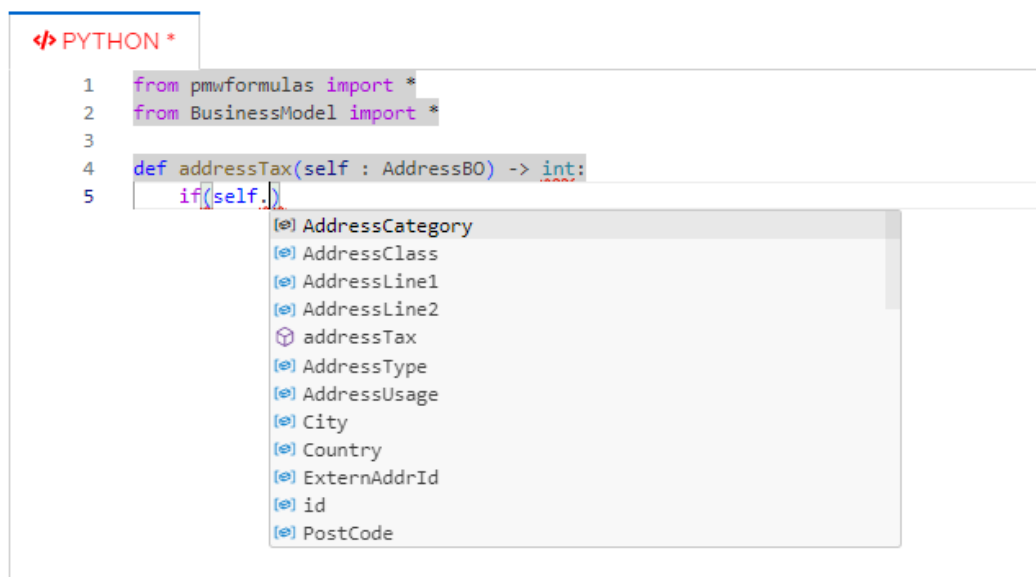 </> PYTHON *
1 from pmwformulas import *
2 from BusinessModel import *
3
4 def addressTax(self : AddressBO) -> int:
5 if(self.)
AddressCategory
AddressClass
AddressLine1
AddressLine2
addressTax
AddressType
AddressUsage
City
Country
ExternAddrId
id
PostCode